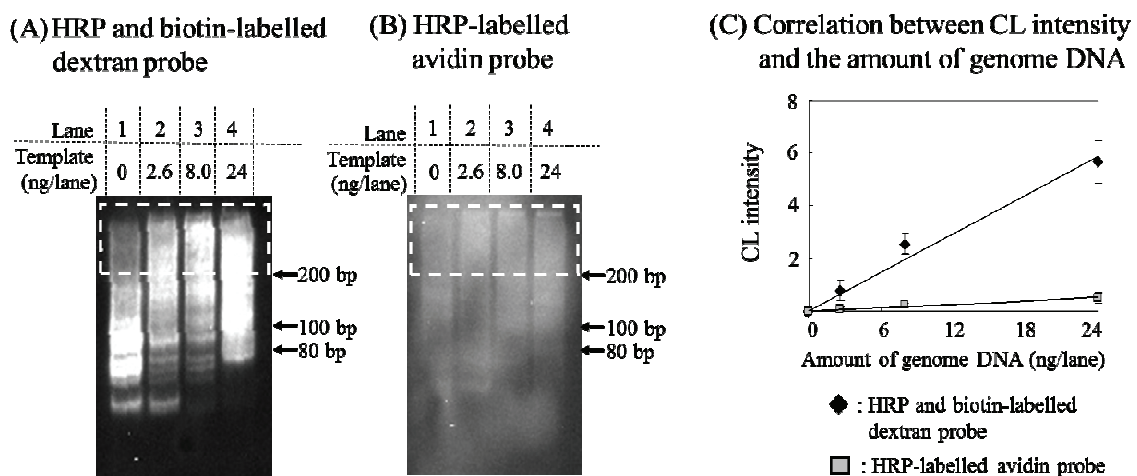 (A) HRP and biotin-labelled
dextran probe
Lane 1 2 3 4
Template
(ng/lane) 0 2.6 8.0 24
200 bp
100 bp
80 bp
(B) HRP-labelled
avidin probe
Lane 1 2 3 4
Template
(ng/lane) 0 2.6 8.0 24
200 bp
100 bp
80 bp
(C) Correlation between CL intensity
and the amount of genome DNA
CL intensity
8
6
4
2
0 6 12 18 24
Amount of genome DNA (ng/lane)
: HRP and biotin-labelled
dextran probe
: HRP-labelled avidin probe